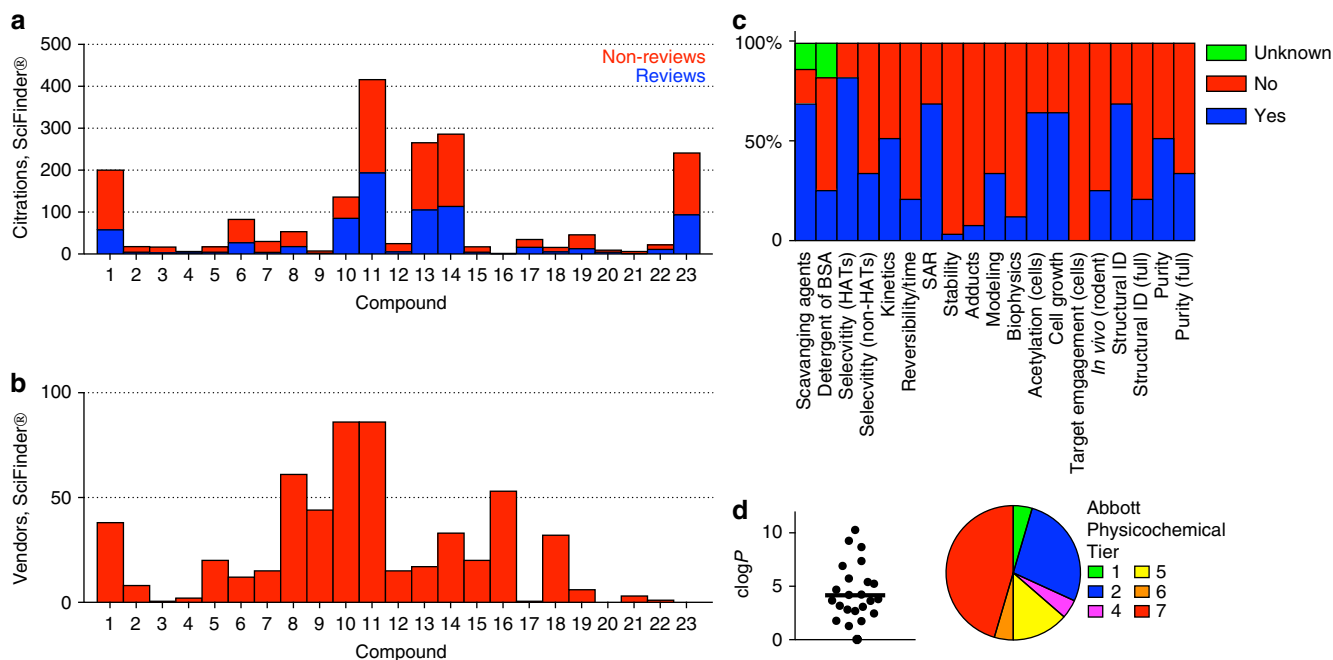 a
500
400
300
200
100
0
Citrations, SciFinder®
Non-reviews
Reviews
1 2 3 4 5 6 7 8 9 10 11 12 13 14 15 16 17 18 19 20 21 22 23
Compound
b
100
50
0
Vendors, SciFinder®
1 2 3 4 5 6 7 8 9 10 11 12 13 14 15 16 17 18 19 20 21 22 23
Compound
c
100%
50%
0
Unknown
No
Yes
Scavanging agents
Detergent of BSA
Selecvitity (HATs)
Selecvitity (non-HATs)
Kinetics
Reversibility/time
SAR
Stability
Adducts
Modeling
Biophysics
Acetylation (cells)
Cell growth
Target emgagement (cells)
In vivo (rodent)
Structural ID
Structural ID (full)
Purity
Purity (full)
d
10
5
0
clogP
Abbott
Physicochemical
Tier
1 5
2 6
4 7